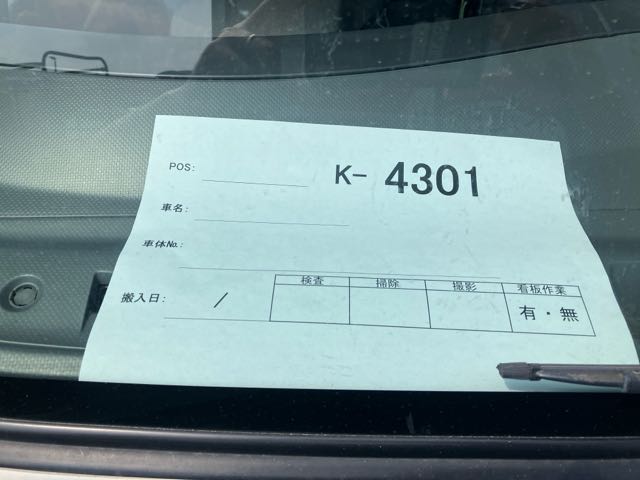 POS: K- 4301
車名:
車体No.
搬入日: / 検査 掃除 撮影 看板作業
有・無